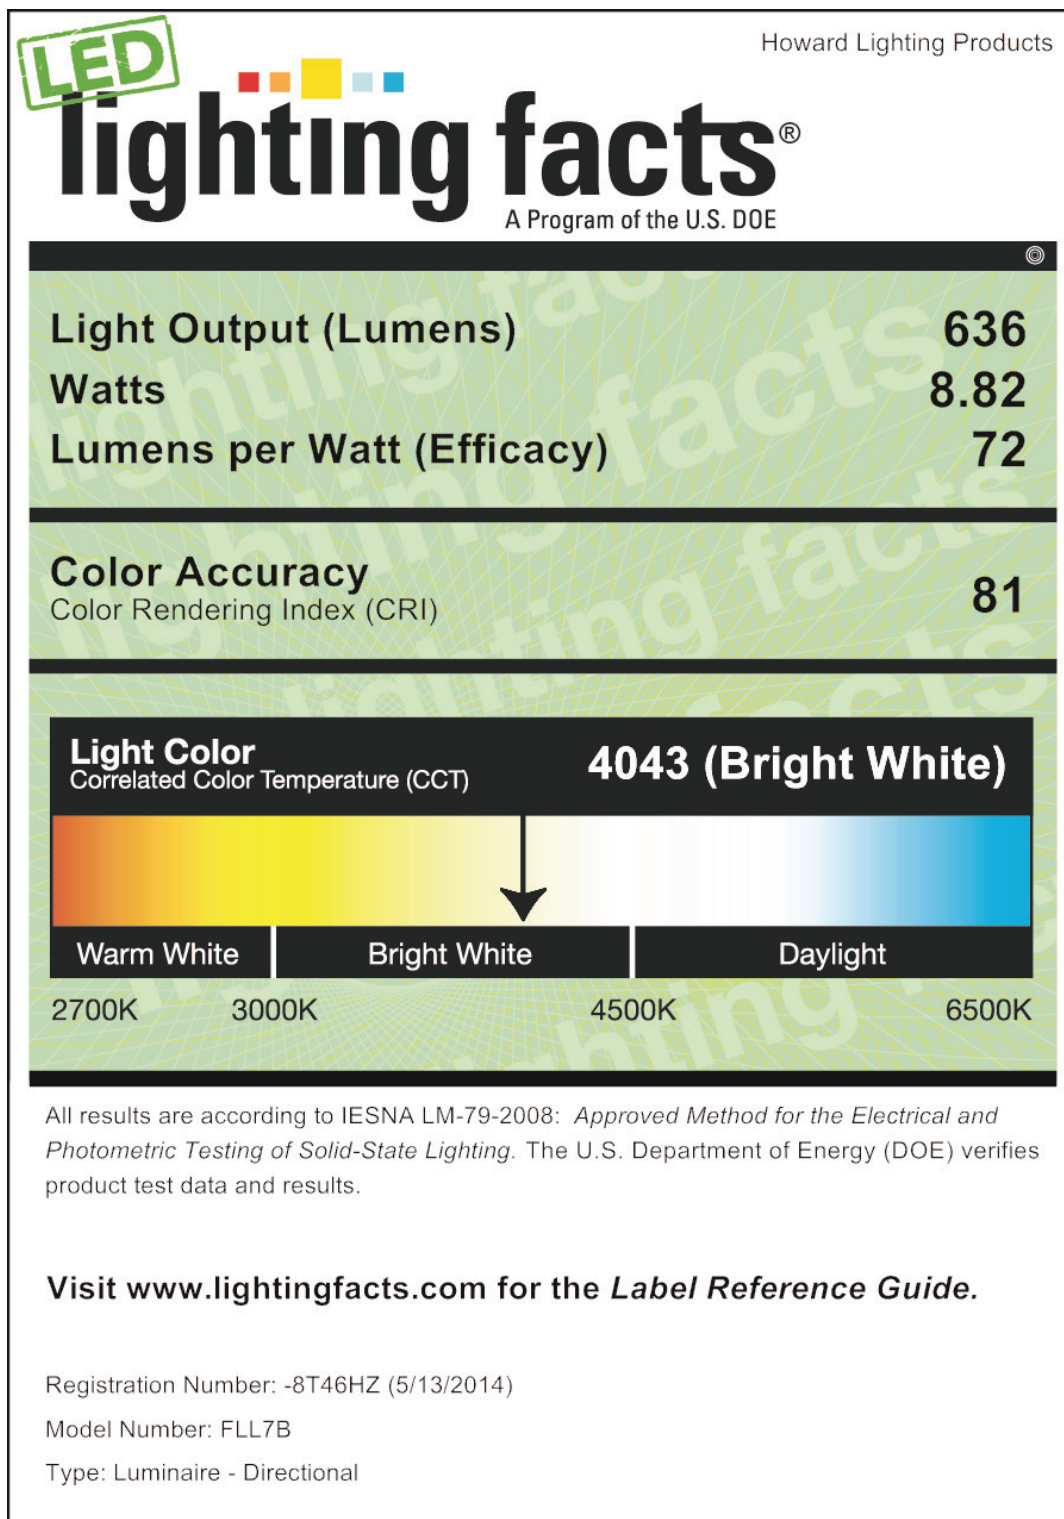 Howard Lighting Products
LED
lighting facts®
A Program of the U.S. DOE
Light Output (Lumens) 636
Watts 8.82
Lumens per Watt (Efficacy) 72
Color Accuracy
Color Rendering Index (CRI) 81
Light Color
Correlated Color Temperature (CCT) 4043 (Bright White)
Warm White Bright White Daylight
2700K 3000K 4500K 6500K
All results are according to IESNA LM-79-2008: Approved Method for the Electrical and
Photometric Testing of Solid-State Lighting. The U.S. Department of Energy (DOE) verifies
product test data and results.
Visit www.lightingfacts.com for the Label Reference Guide.
Registration Number: -8T46HZ (5/13/2014)
Model Number: FLL7B
Type: Luminaire - Directional